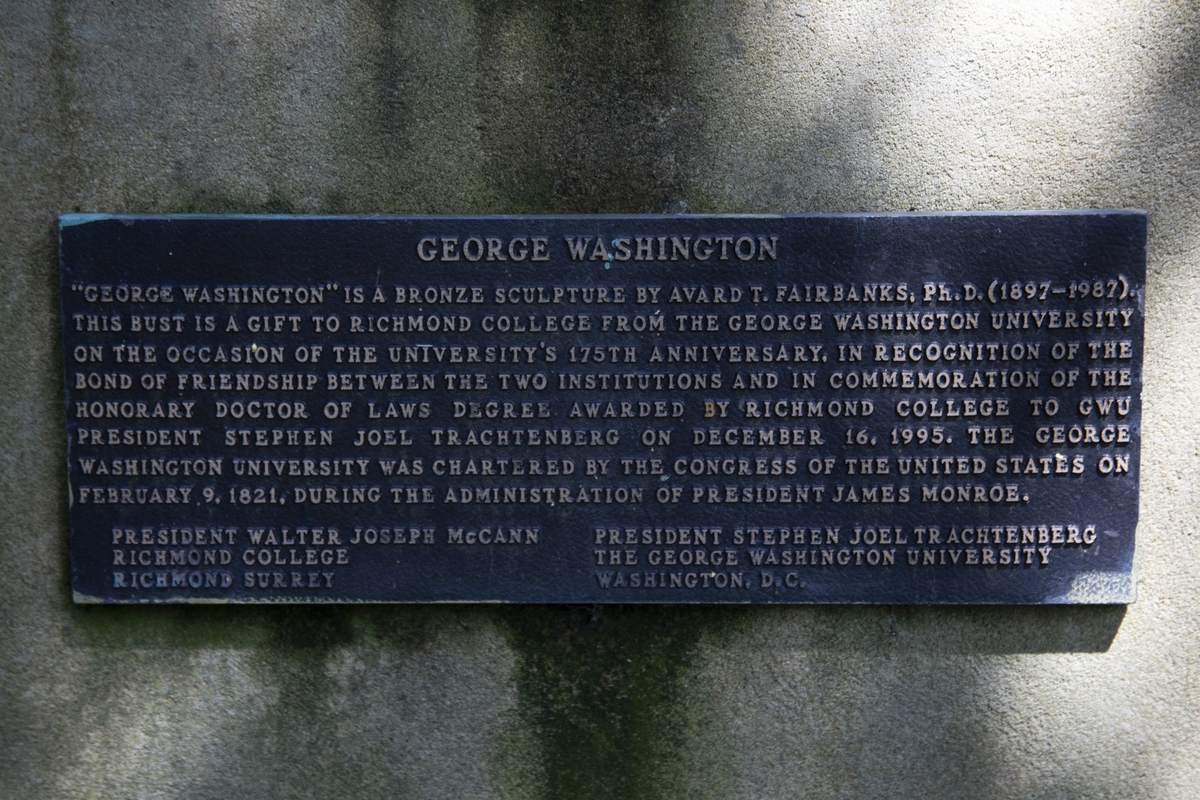 GEORGE WASHINGTON
"GEORGE WASHINGTON" IS A BRONZE SCULPTURE BY AVARD T. FAIRBANKS, Ph.D. (1897-1987).
THIS BUST IS A GIFT TO RICHMOND COLLEGE FROM THE GEORGE WASHINGTON UNIVERSITY
ON THE OCCASION OF THE UNIVERSITY'S 175TH ANNIVERSARY, IN RECOGNITION OF THE
BOND OF FRIENDSHIP BETWEEN THE TWO INSTITUTIONS AND IN COMMEMORATION OF THE
HONORARY DOCTOR OF LAWS DEGREE AWARDED BY RICHMOND COLLEGE TO GWU
PRESIDENT STEPHEN JOEL TRACHTENBERG ON DECEMBER 16, 1995. THE GEORGE
WASHINGTON UNIVERSITY WAS CHARTERED BY THE CONGRESS OF THE UNITED STATES ON
FEBRUARY 9, 1821, DURING THE ADMINISTRATION OF PRESIDENT JAMES MONROE.
PRESIDENT WALTER JOSEPH McCANN
RICHMOND COLLEGE
RICHMOND SURREY
PRESIDENT STEPHEN JOEL TRACHTENBERG
THE GEORGE WASHINGTON UNIVERSITY
WASHINGTON, D.C.